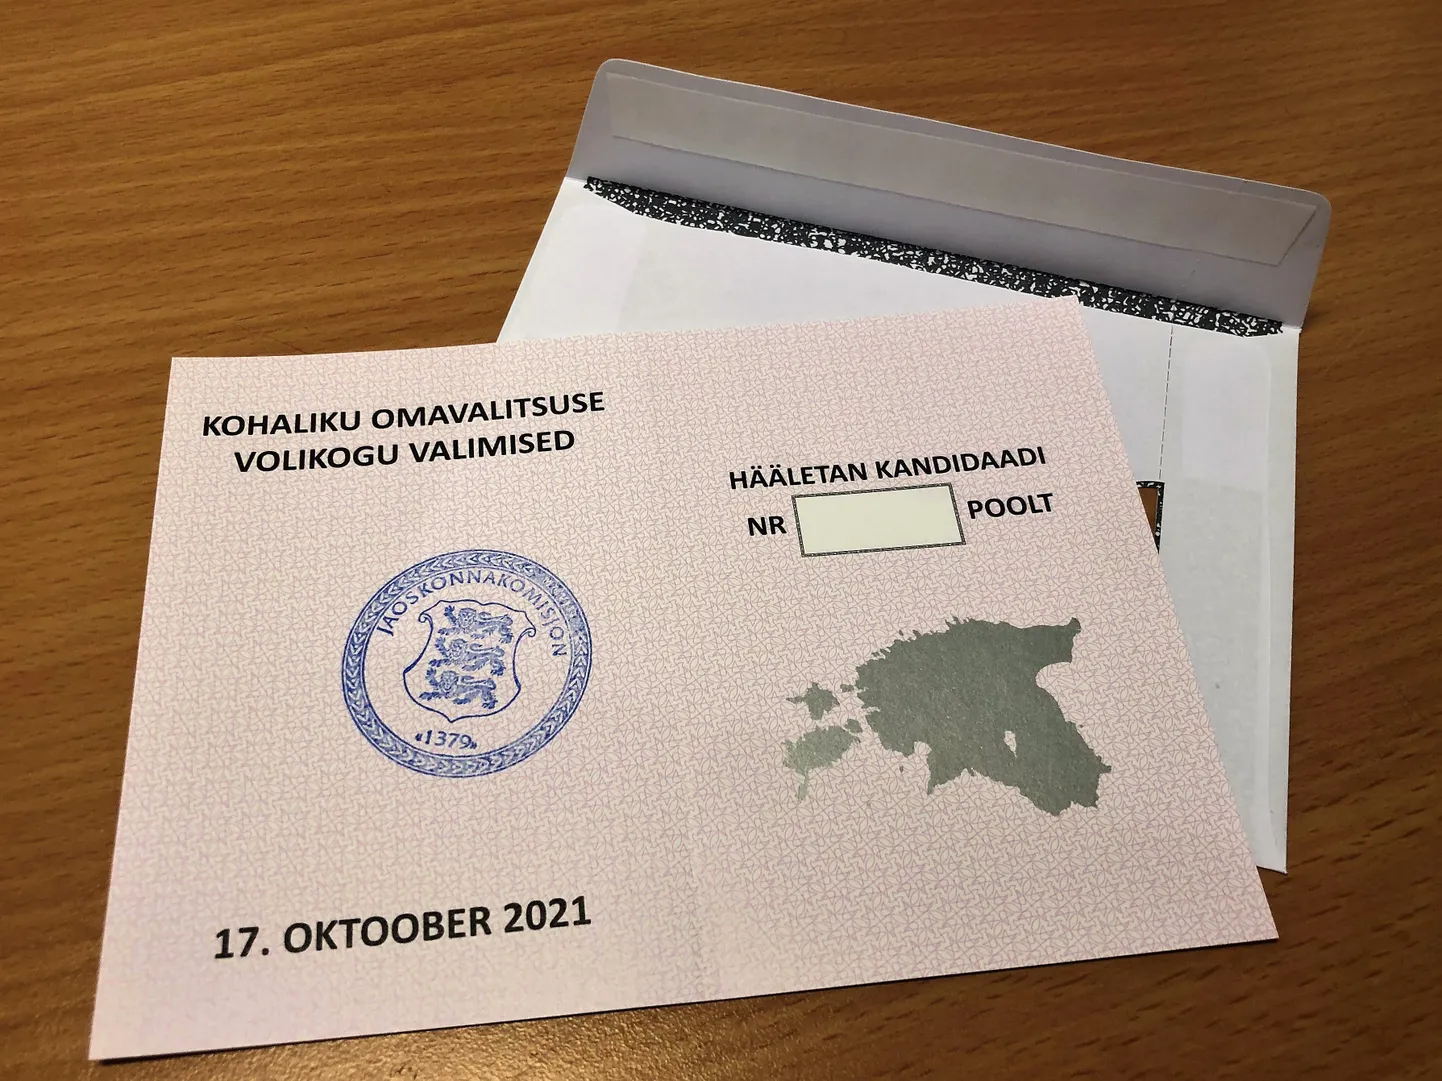 KOHALIKU OMAVALITSUSE
VOLIKOGU VALIMISED
HÄÄLETAN KANDIDAADI
NR POOLT
JAOSKONNAKOMISJON
«1379»
17. OKTOOBER 2021